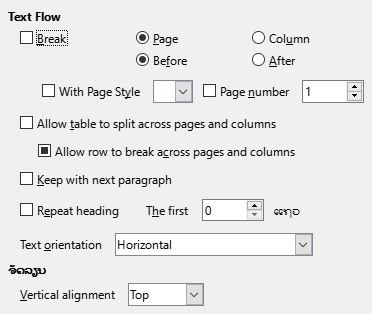 Text Flow
Break Page Column
Before After
With Page Style Page number 1
Allow table to split across pages and columns
Allow row to break across pages and columns
Keep with next paragraph
Repeat heading The first 0 ແຖວ
Text orientation Horizontal
ຈັດລຽນ
Vertical alignment Top